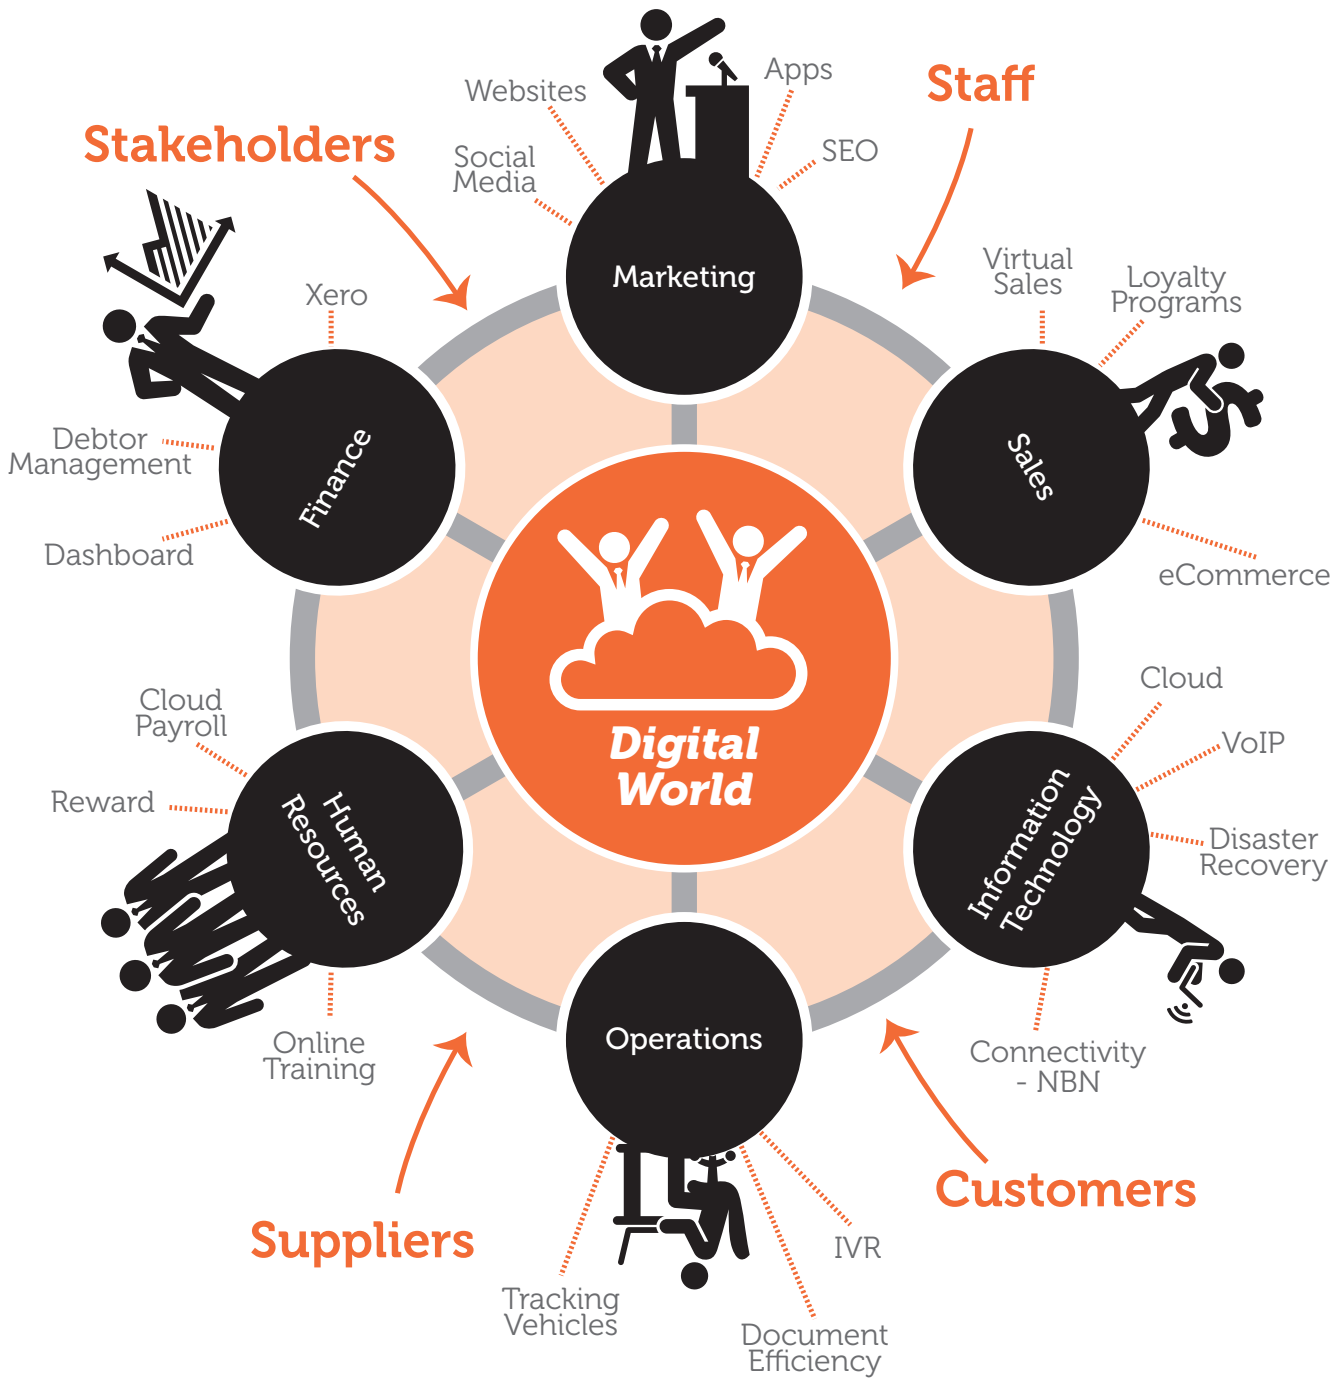 Stakeholders
Staff
Websites
Apps
Social
Media
SEO
Marketing
Virtual
Sales
Loyalty
Programs
Sales
eCommerce
Cloud
VoIP
Disaster
Recovery
Information
Technology
Connectivity
- NBN
Customers
Operations
IVR
Document
Efficiency
Tracking
Vehicles
Suppliers
Human
Resources
Online
Training
Reward
Cloud
Payroll
Finance
Dashboard
Debtor
Management
Xero
Digital
World